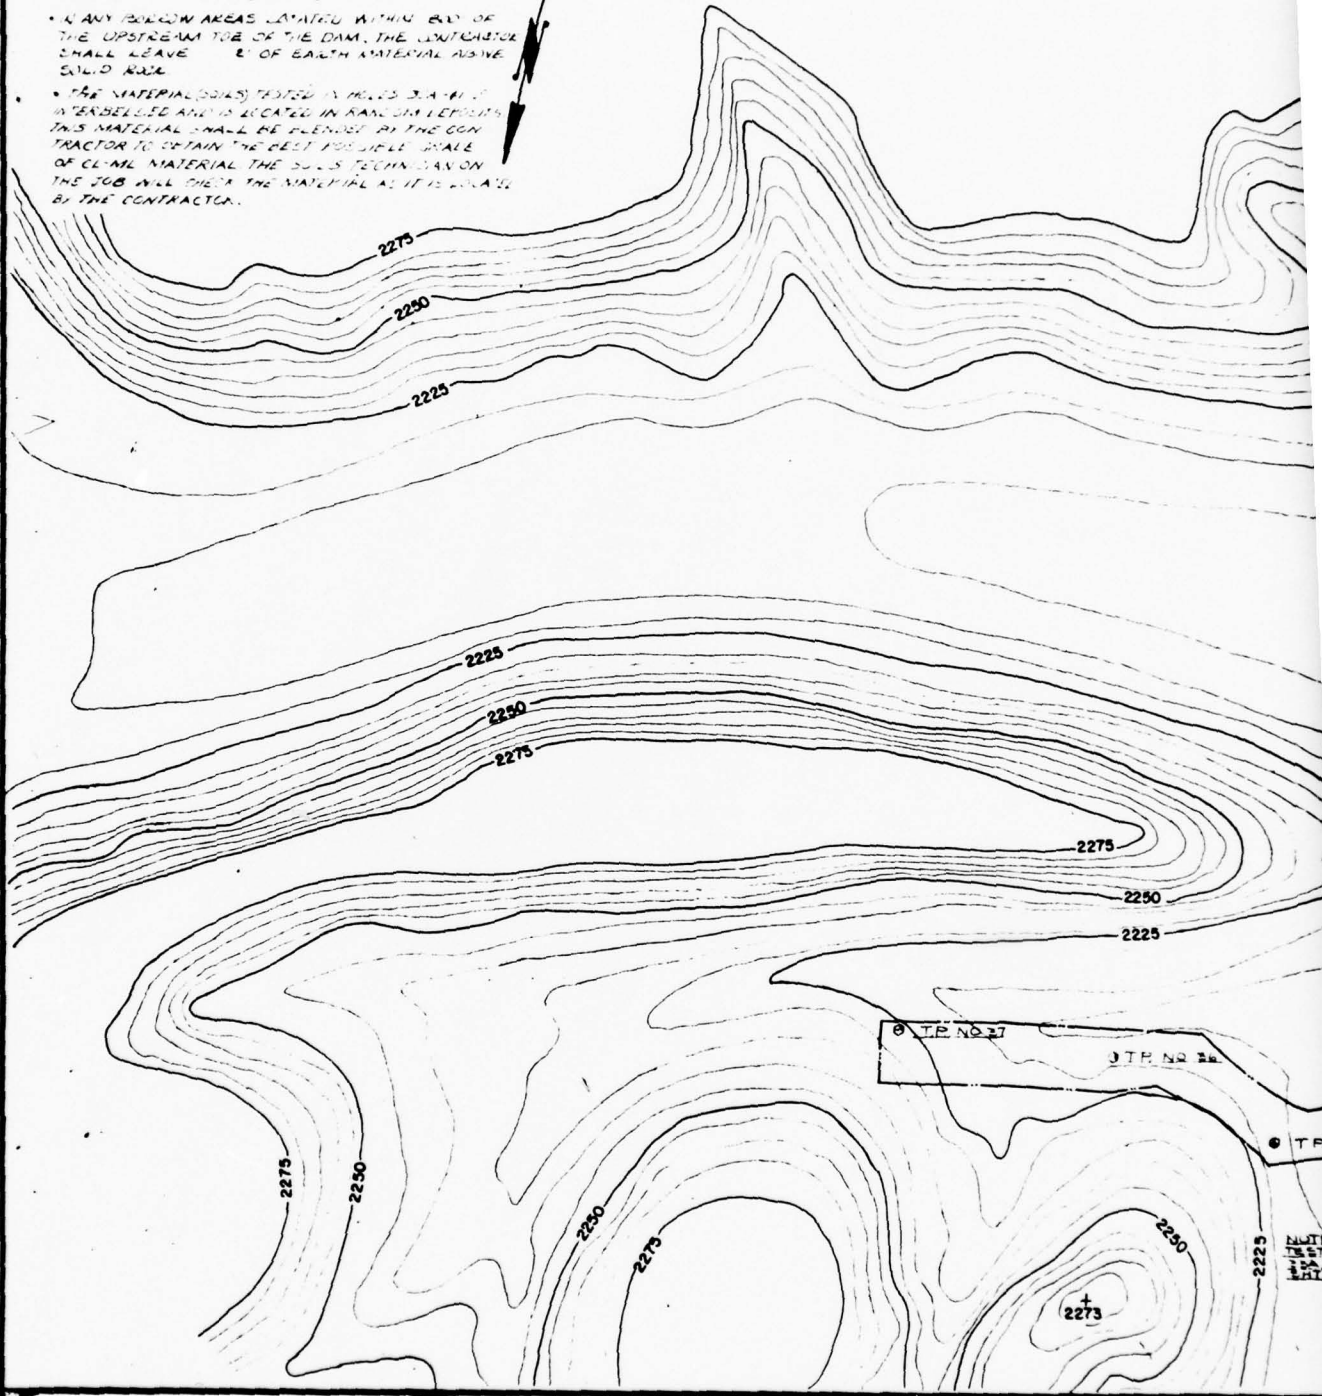 • IN ANY BORROW AREAS LOCATED WITHIN 800' OF
THE UPSTREAM TOE OF THE DAM, THE CONTRACTOR
SHALL LEAVE 2' OF EARTH MATERIAL ABOVE
SOLID ROCK
• THE MATERIAL (SOILS) TESTED IN HOLES
INTERBEDDED AND IS LOCATED IN RANDOM DEPOSITS
THIS MATERIAL SHALL BE BLENDED BY THE CON
TRACTOR TO OBTAIN THE BEST POSSIBLE
OF CL-ML MATERIAL. THE SOILS TECHNICIAN ON
THE JOB WILL CHECK THE MATERIAL AS IT IS
BY THE CONTRACTOR.
2275
2250
2225
2225
2250
2275
2275
2250
2225
T.P. NO 37
T.P. NO 36
TP
2275
2250
2250
2275
2250
2225
2273